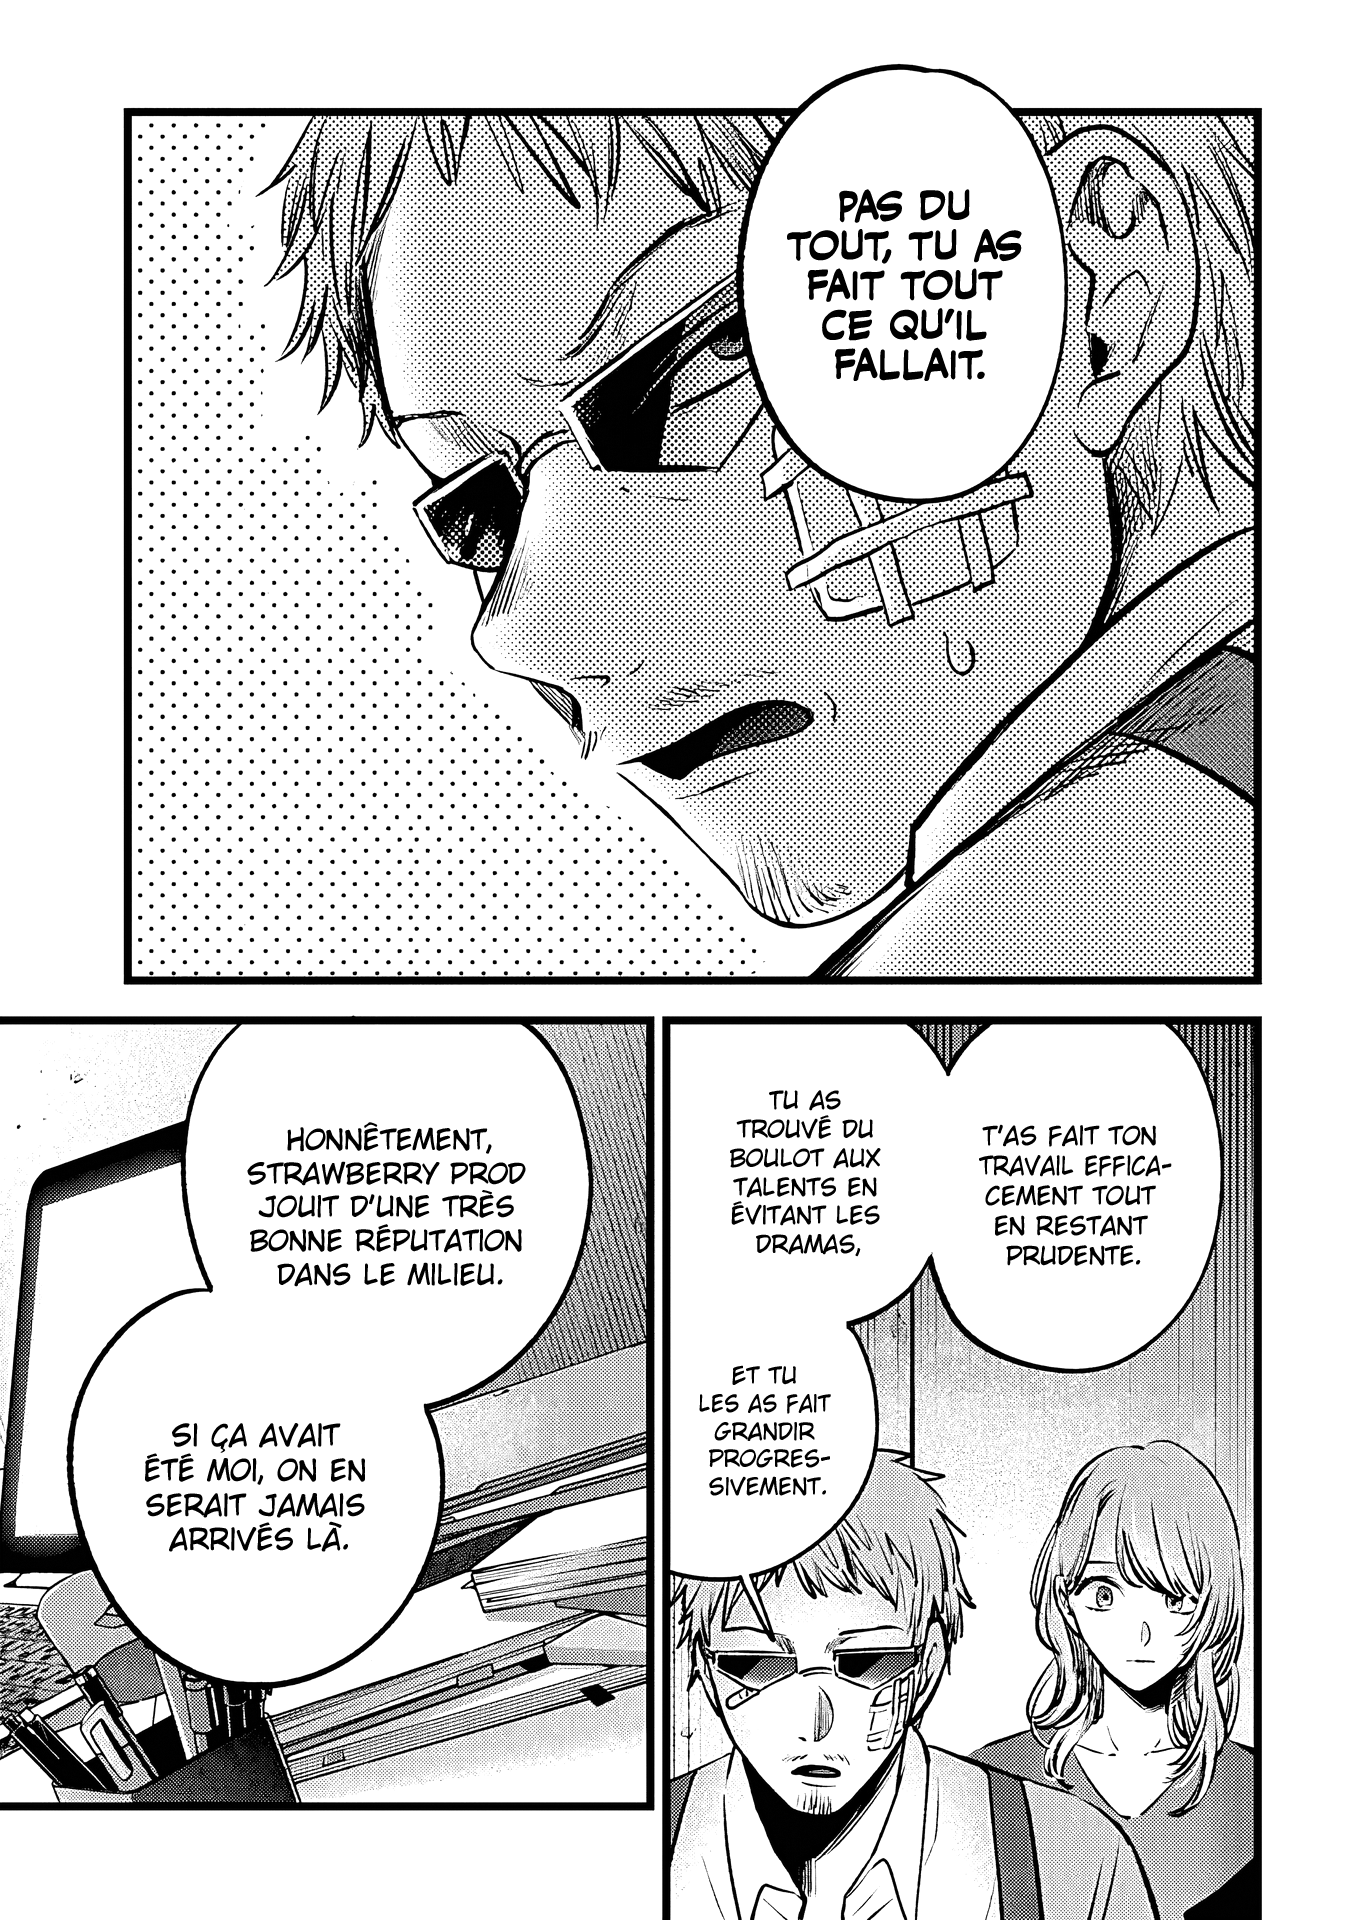 PAS DU
TOUT, TU AS
FAIT TOUT
CE QU'IL
FALLAIT.
T'AS FAIT TON
TRAVAIL EFFICA-
CEMENT TOUT
EN RESTANT
PRUDENTE.
TU AS
TROUVÉ DU
BOULOT AUX
TALENTS EN
ÉVITANT LES
DRAMAS,
ET TU
LES AS FAIT
GRANDIR
PROGRES-
SIVEMENT.
HONNÊTEMENT,
STRAWBERRY PROD
JOUIT D'UNE TRÈS
BONNE RÉPUTATION
DANS LE MILIEU.
SI ÇA AVAIT
ÉTÉ MOI, ON EN
SERAIT JAMAIS
ARRIVÉS LÀ.